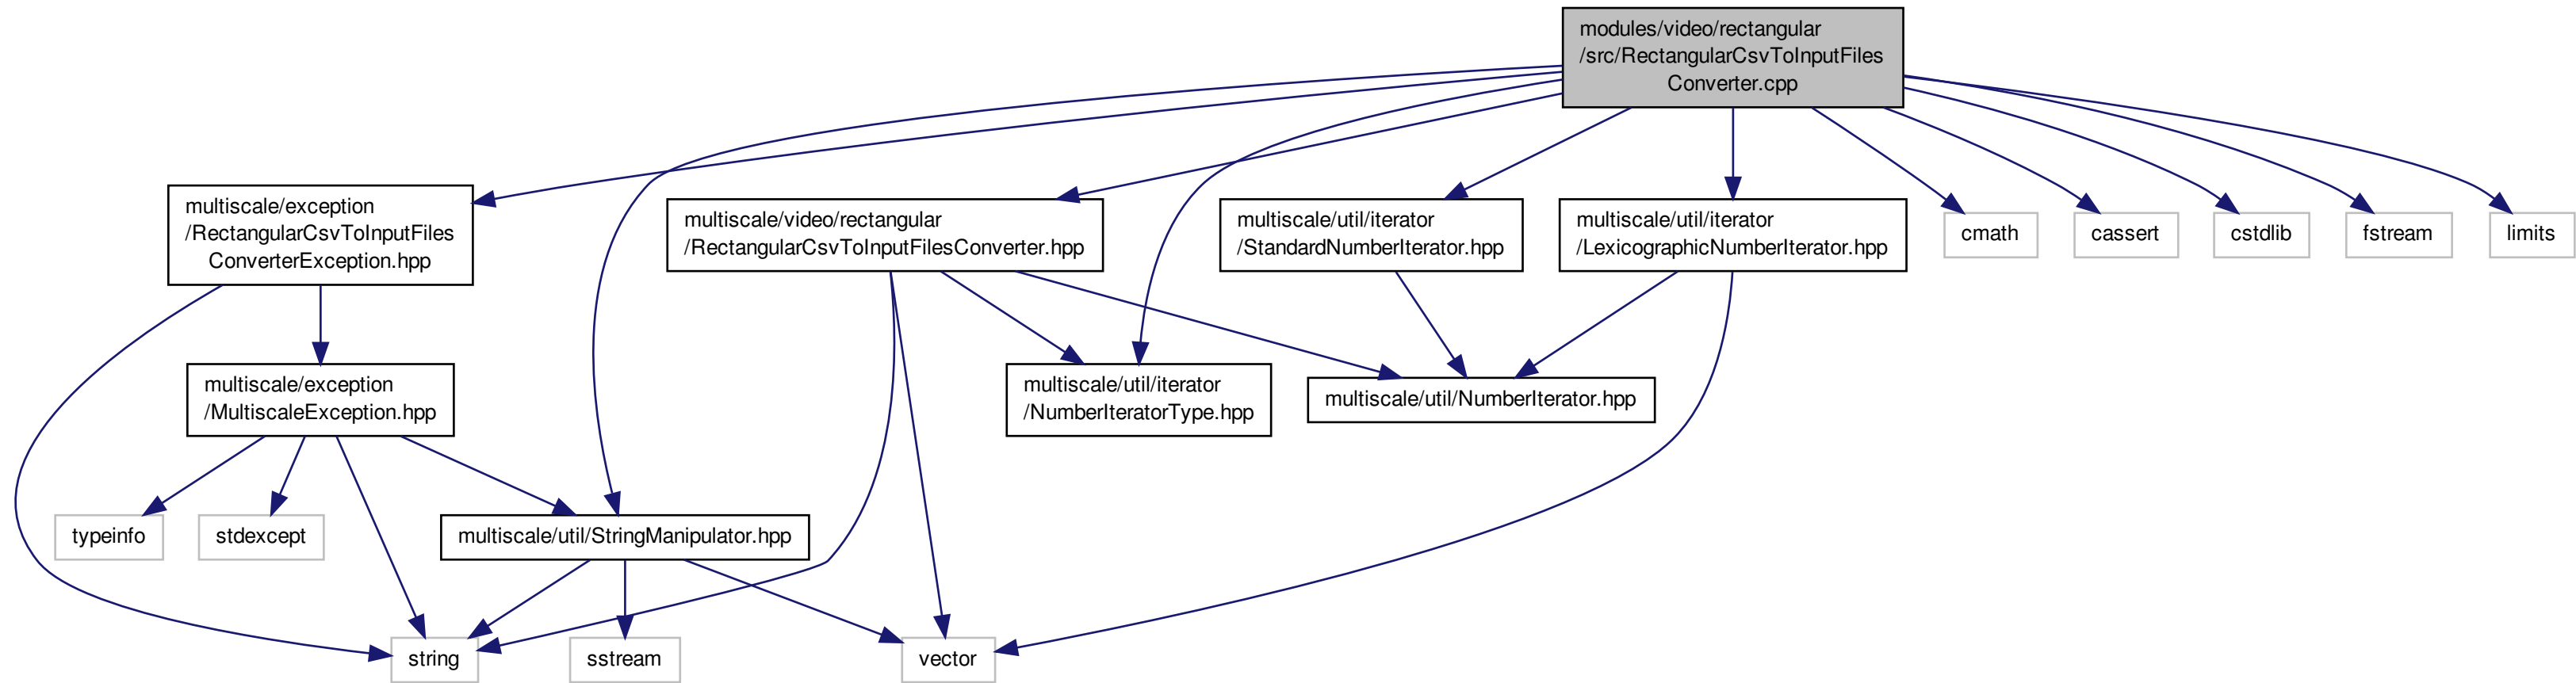 modules/video/rectangular
/src/RectangularCsvToInputFiles
Converter.cpp
multiscale/exception
/RectangularCsvToInputFiles
ConverterException.hpp
multiscale/video/rectangular
/RectangularCsvToInputFilesConverter.hpp
multiscale/util/iterator
/StandardNumberIterator.hpp
multiscale/util/iterator
/LexicographicNumberIterator.hpp
cmath
cassert
cstdlib
fstream
limits
multiscale/exception
/MultiscaleException.hpp
multiscale/util/iterator
/NumberIteratorType.hpp
multiscale/util/NumberIterator.hpp
typeinfo
stdexcept
multiscale/util/StringManipulator.hpp
string
sstream
vector